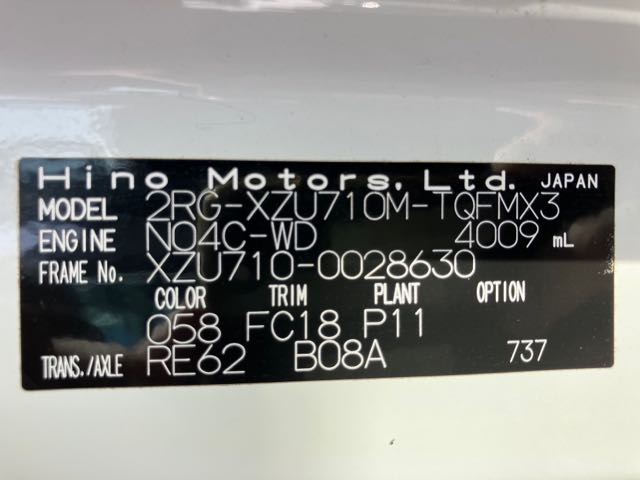 Hino Motors, Ltd. JAPAN
MODEL 2RG-XZU710M-TQFMX3
ENGINE N04C-WD 4009 mL
FRAME No. XZU710-0028630
COLOR TRIM PLANT OPTION
058 FC18 P11
TRANS./AXLE RE62 B08A 737